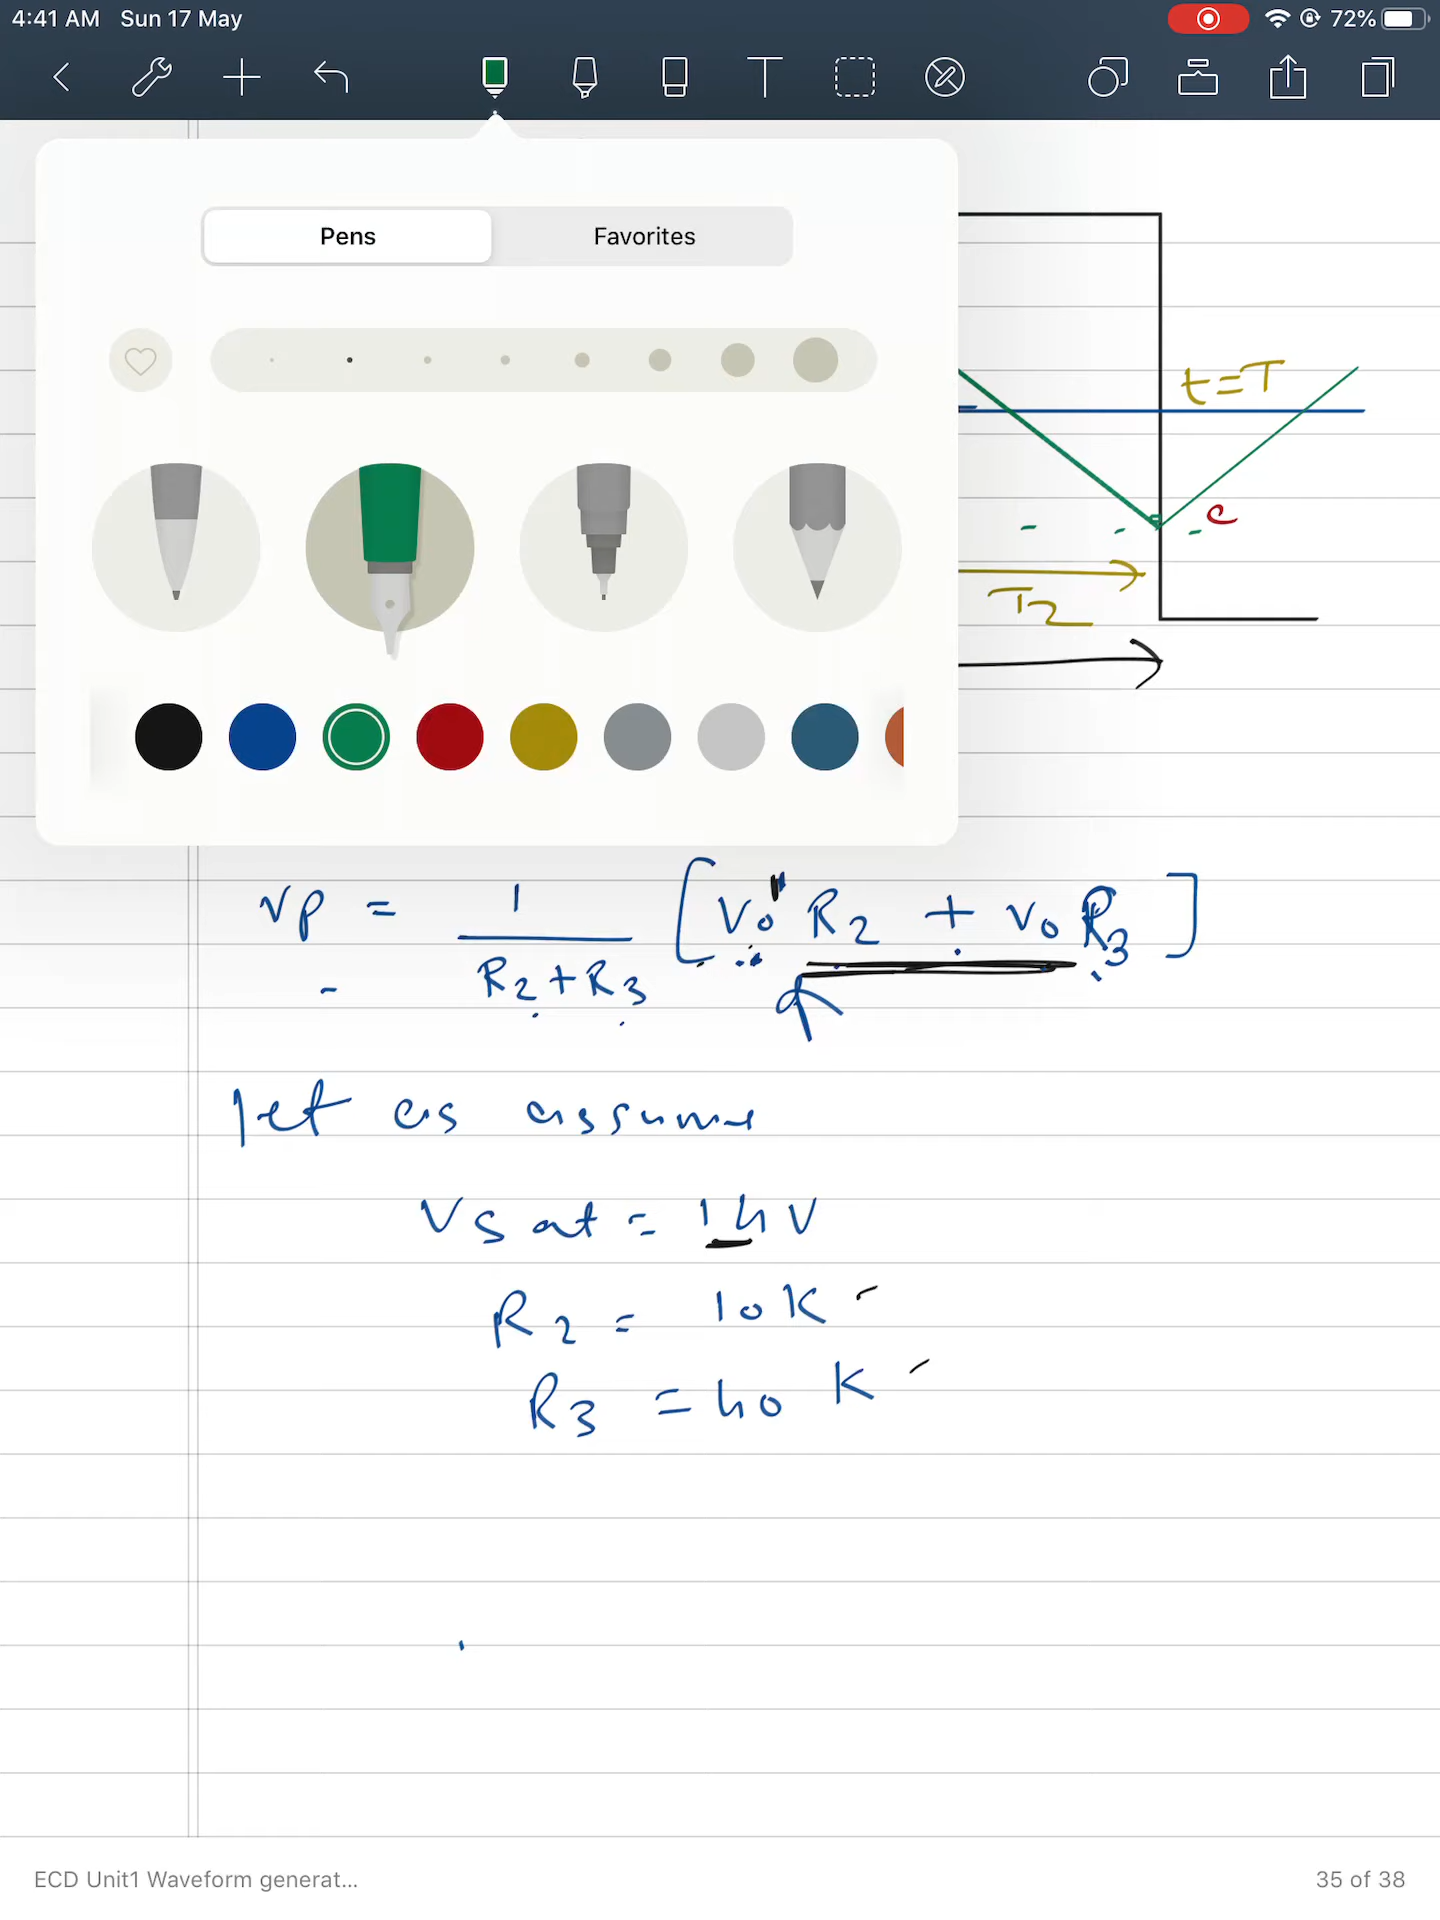 4:41 AM Sun 17 May 72%
T
Pens Favorites
t=T
c
T2
vp = 1 / R2+R3 [vo' R2 + vo R3]
let us assume
Vsat = 14V
R2 = 10K
R3 = 40 K
ECD Unit1 Waveform generat... 35 of 38